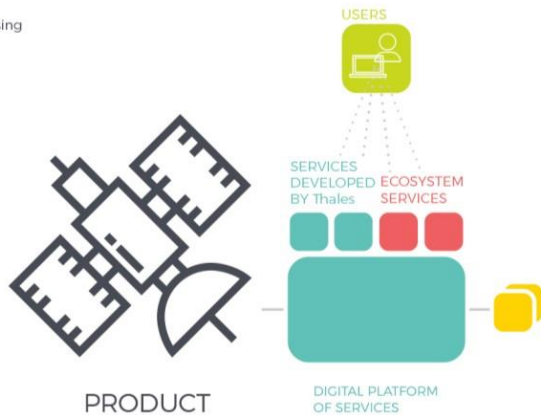 USERS
SERVICES
DEVELOPED
BY Thales
ECOSYSTEM
SERVICES
PRODUCT
DIGITAL PLATFORM
OF SERVICES